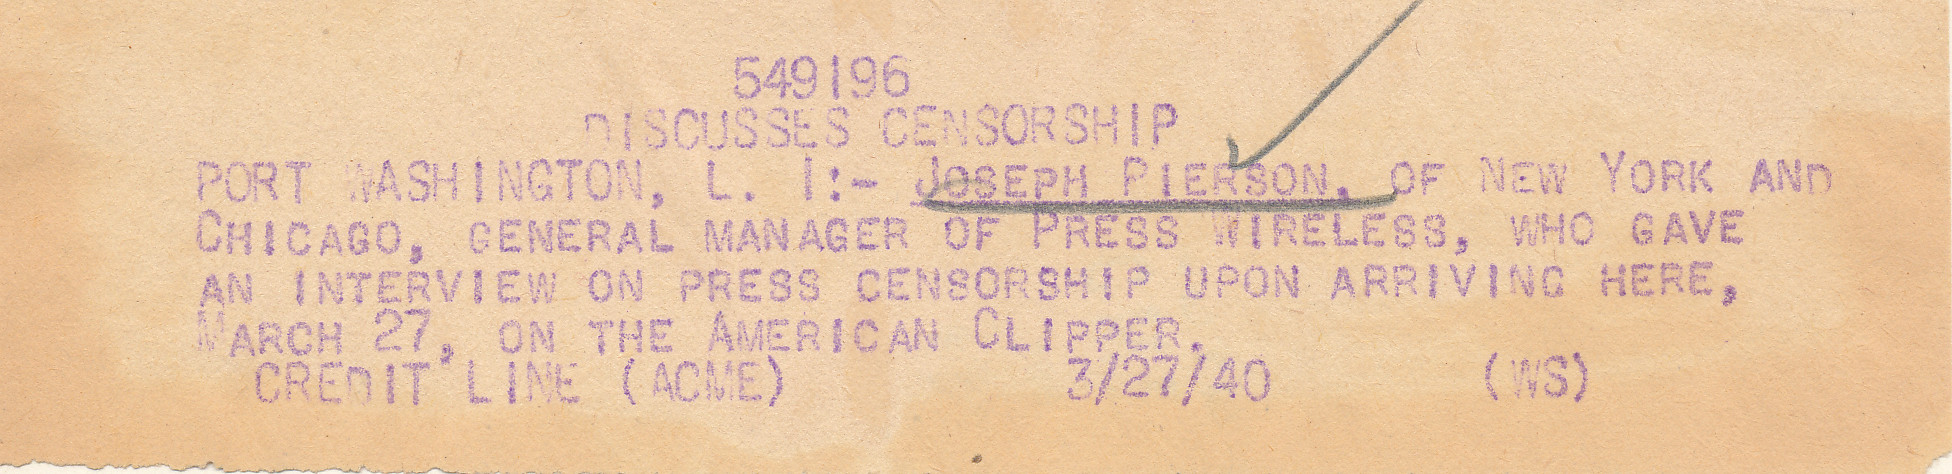 549196
DISCUSSES CENSORSHIP
PORT WASHINGTON, L. I:- JOSEPH PIERSON, OF NEW YORK AND
CHICAGO, GENERAL MANAGER OF PRESS WIRELESS, WHO GAVE
AN INTERVIEW ON PRESS CENSORSHIP UPON ARRIVING HERE,
MARCH 27, ON THE AMERICAN CLIPPER.
CREDIT LINE (ACME) 3/27/40 (WS)